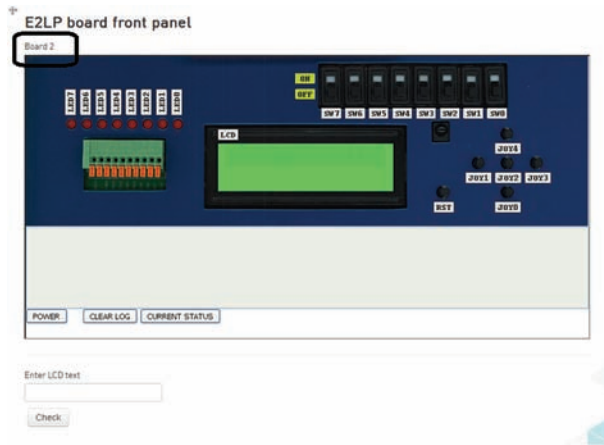 E2LP board front panel
Board 2
ON
OFF
LED7 LED6 LED5 LED4 LED3 LED2 LED1 LED0
SW7 SW6 SW5 SW4 SW3 SW2 SW1 SW0
LCD
JOY4
JOY1 JOY2 JOY3
RST JOY0
POWER CLEAR LOG CURRENT STATUS
Enter LCD text
Check